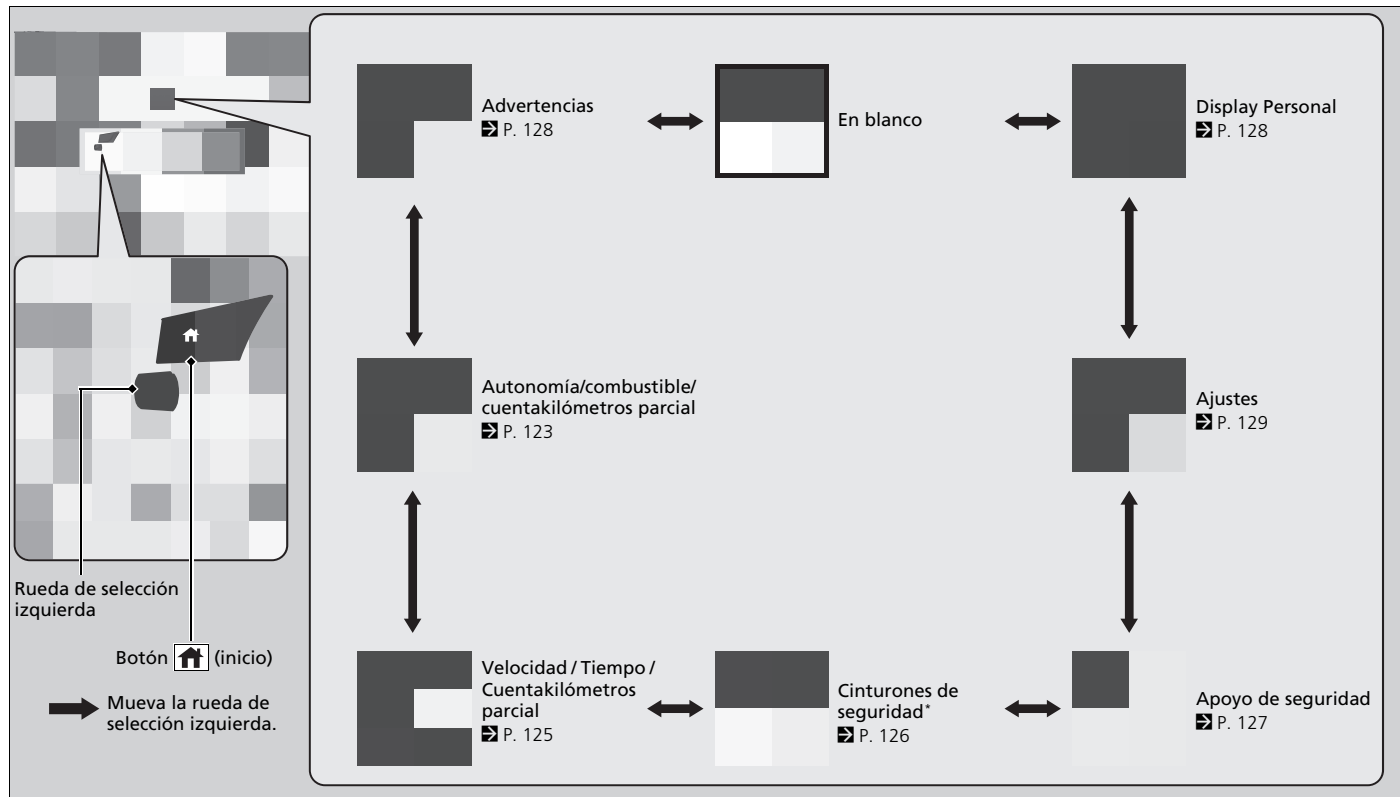 Advertencias
P. 128
En blanco
Display Personal
P. 128
Autonomía/combustible/
cuentakilómetros parcial
P. 123
Ajustes
P. 129
Rueda de selección
izquierda
Botón (inicio)
Mueva la rueda de
selección izquierda.
Velocidad / Tiempo /
Cuentakilómetros
parcial
P. 125
Cinturones de
seguridad*
P. 126
Apoyo de seguridad
P. 127